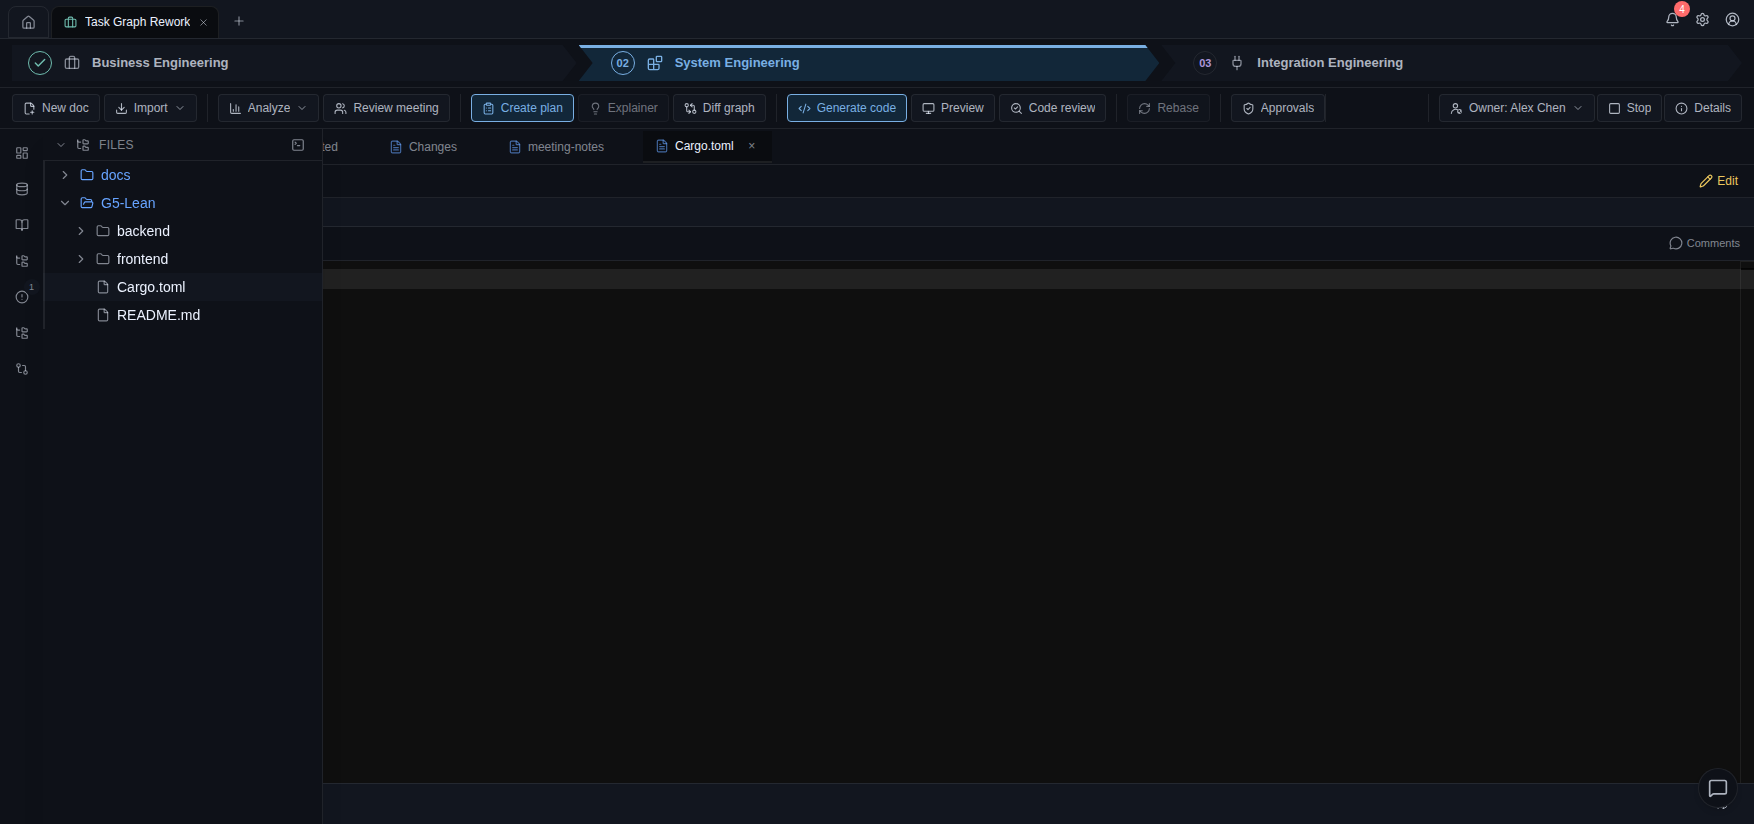 Task Graph Rework
4
Business Engineering
02 System Engineering
03 Integration Engineering
New doc Import Analyze Review meeting Create plan Explainer Diff graph Generate code Preview Code review Rebase Approvals Owner: Alex Chen Stop Details
FILES
ted Changes meeting-notes Cargo.toml ×
docs
Edit
G5-Lean
backend
Comments
frontend
Cargo.toml
1
README.md